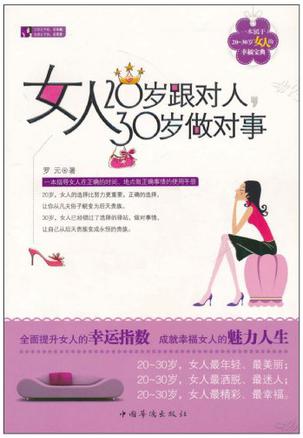 一本属于
20~30岁女人的
幸福宝典
女人20岁跟对人，
30岁做对事
罗 元◎著
一本指导女人在正确的时间、地点做正确事情的使用手册
20岁，女人的选择比努力更重要，正确的选择，
让你从凡夫俗子蜕变为后天贵族。
30岁，女人已经错过了选择的驿站，做对事情，
让自己从后天贵族变成永恒的贵族。
全面提升女人的幸运指数 成就幸福女人的魅力人生
20~30岁，女人最年轻、最美丽；
20~30岁，女人最洒脱、最迷人；
20~30岁，女人最精彩、最幸福。
中国华侨出版社